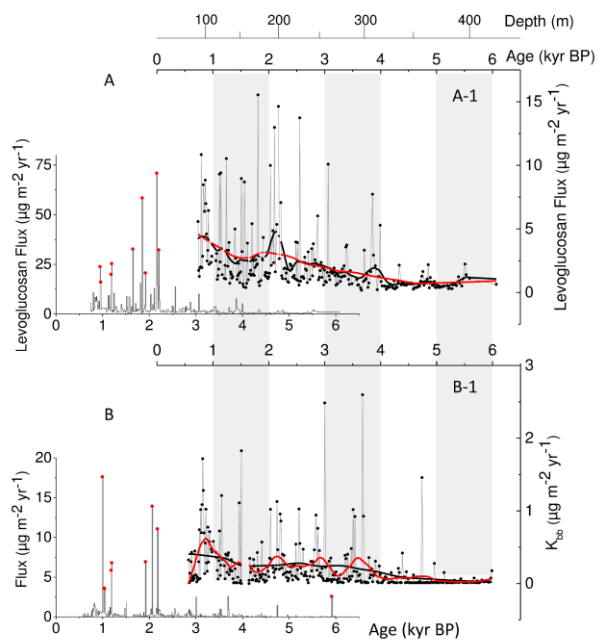 100 200 300 400 Depth (m)
Age (kyr BP)
0 1 2 3 4 5 6
A
A-1
15
10
5
0
Levoglucosan Flux (µg m⁻² yr⁻¹)
75
50
25
0
Levoglucosan Flux (µg m⁻² yr⁻¹)
0 1 2 3 4 5 6
0 1 2 3 4 5 6
B
B-1
3
2
1
0
K_bb (µg m⁻² yr⁻¹)
20
15
10
5
0
Flux (µg m⁻² yr⁻¹)
0 1 2 3 4 5 6 Age (kyr BP)